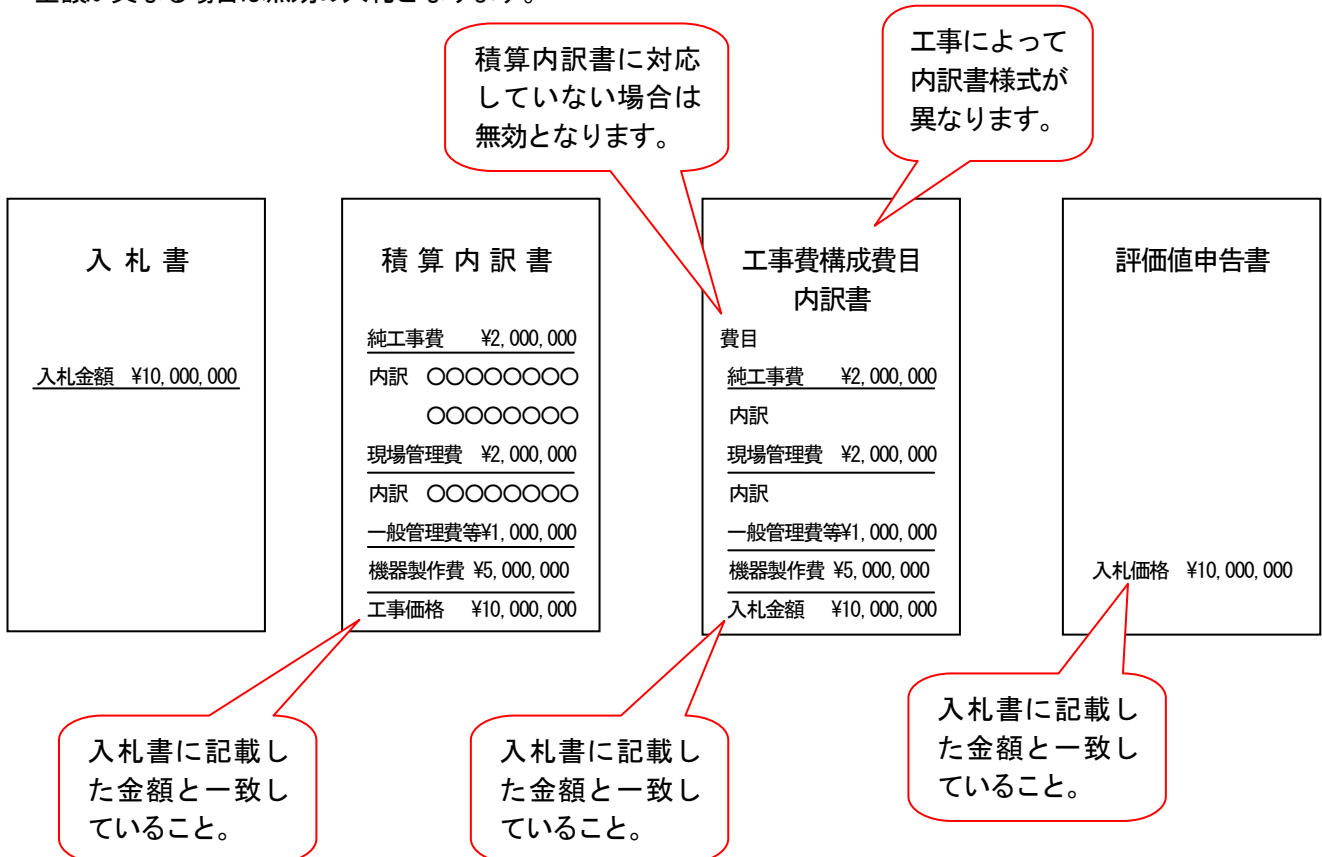 積算内訳書に対応
していない場合は
無効となります。
工事によって
内訳書様式が
異なります。
入 札 書
入札金額 ¥10,000,000
積 算 内 訳 書
純工事費 ¥2,000,000
内訳 〇〇〇〇〇〇〇〇
〇〇〇〇〇〇〇〇
現場管理費 ¥2,000,000
内訳 〇〇〇〇〇〇〇〇
一般管理費等¥1,000,000
機器製作費 ¥5,000,000
工事価格 ¥10,000,000
工事費構成費目
内訳書
費目
純工事費 ¥2,000,000
内訳
現場管理費 ¥2,000,000
内訳
一般管理費等¥1,000,000
機器製作費 ¥5,000,000
入札金額 ¥10,000,000
評価値申告書
入札価格 ¥10,000,000
入札書に記載し
た金額と一致し
ていること。
入札書に記載し
た金額と一致し
ていること。
入札書に記載し
た金額と一致し
ていること。